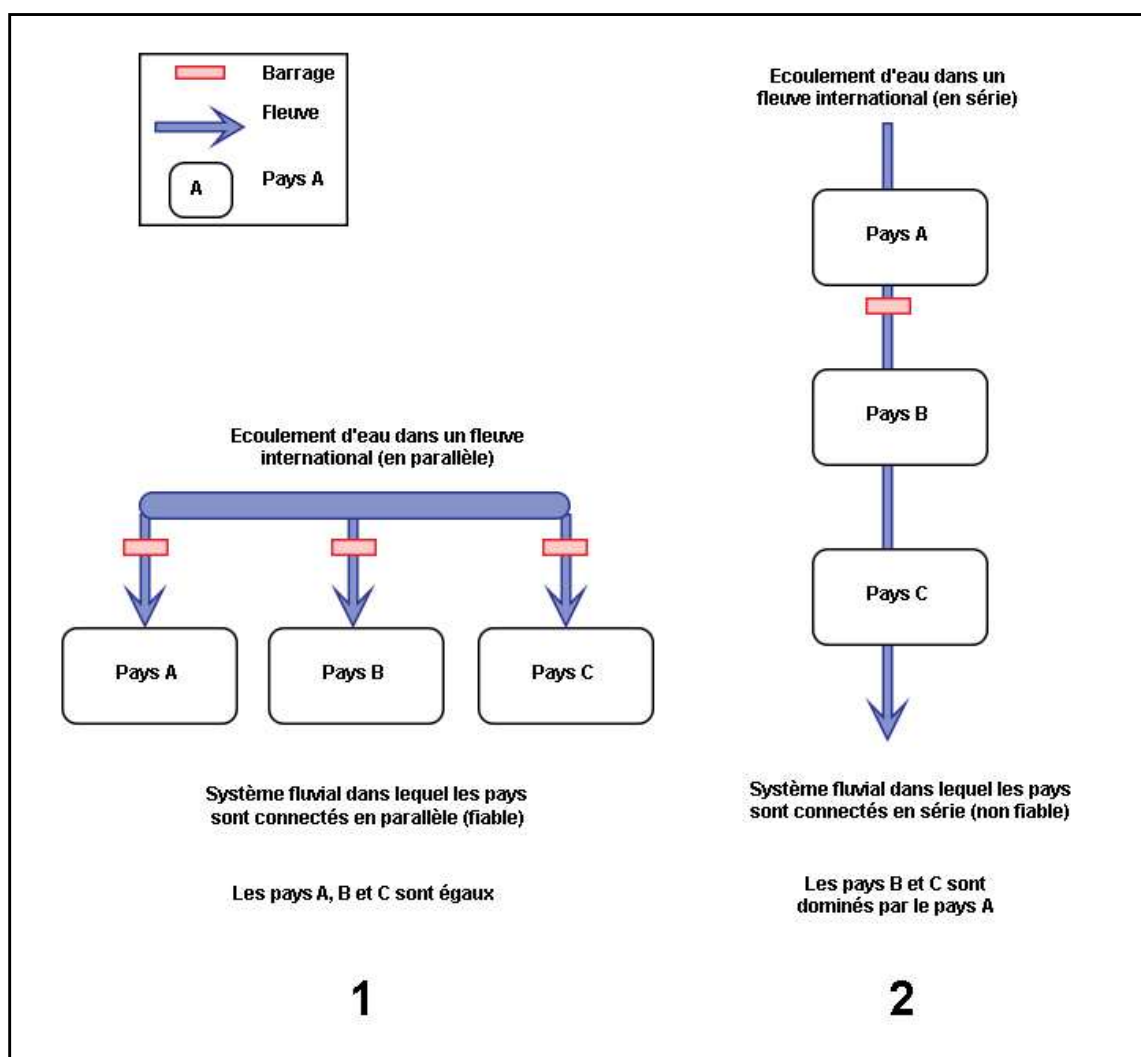 Barrage
Fleuve
A
Pays A
Ecoulement d'eau dans un
fleuve international (en parallèle)
Pays A
Pays B
Pays C
Système fluvial dans lequel les pays
sont connectés en parallèle (fiable)
Les pays A, B et C sont égaux
1
Ecoulement d'eau dans un
fleuve international (en série)
Pays A
Pays B
Pays C
Système fluvial dans lequel les pays
sont connectés en série (non fiable)
Les pays B et C sont
dominés par le pays A
2